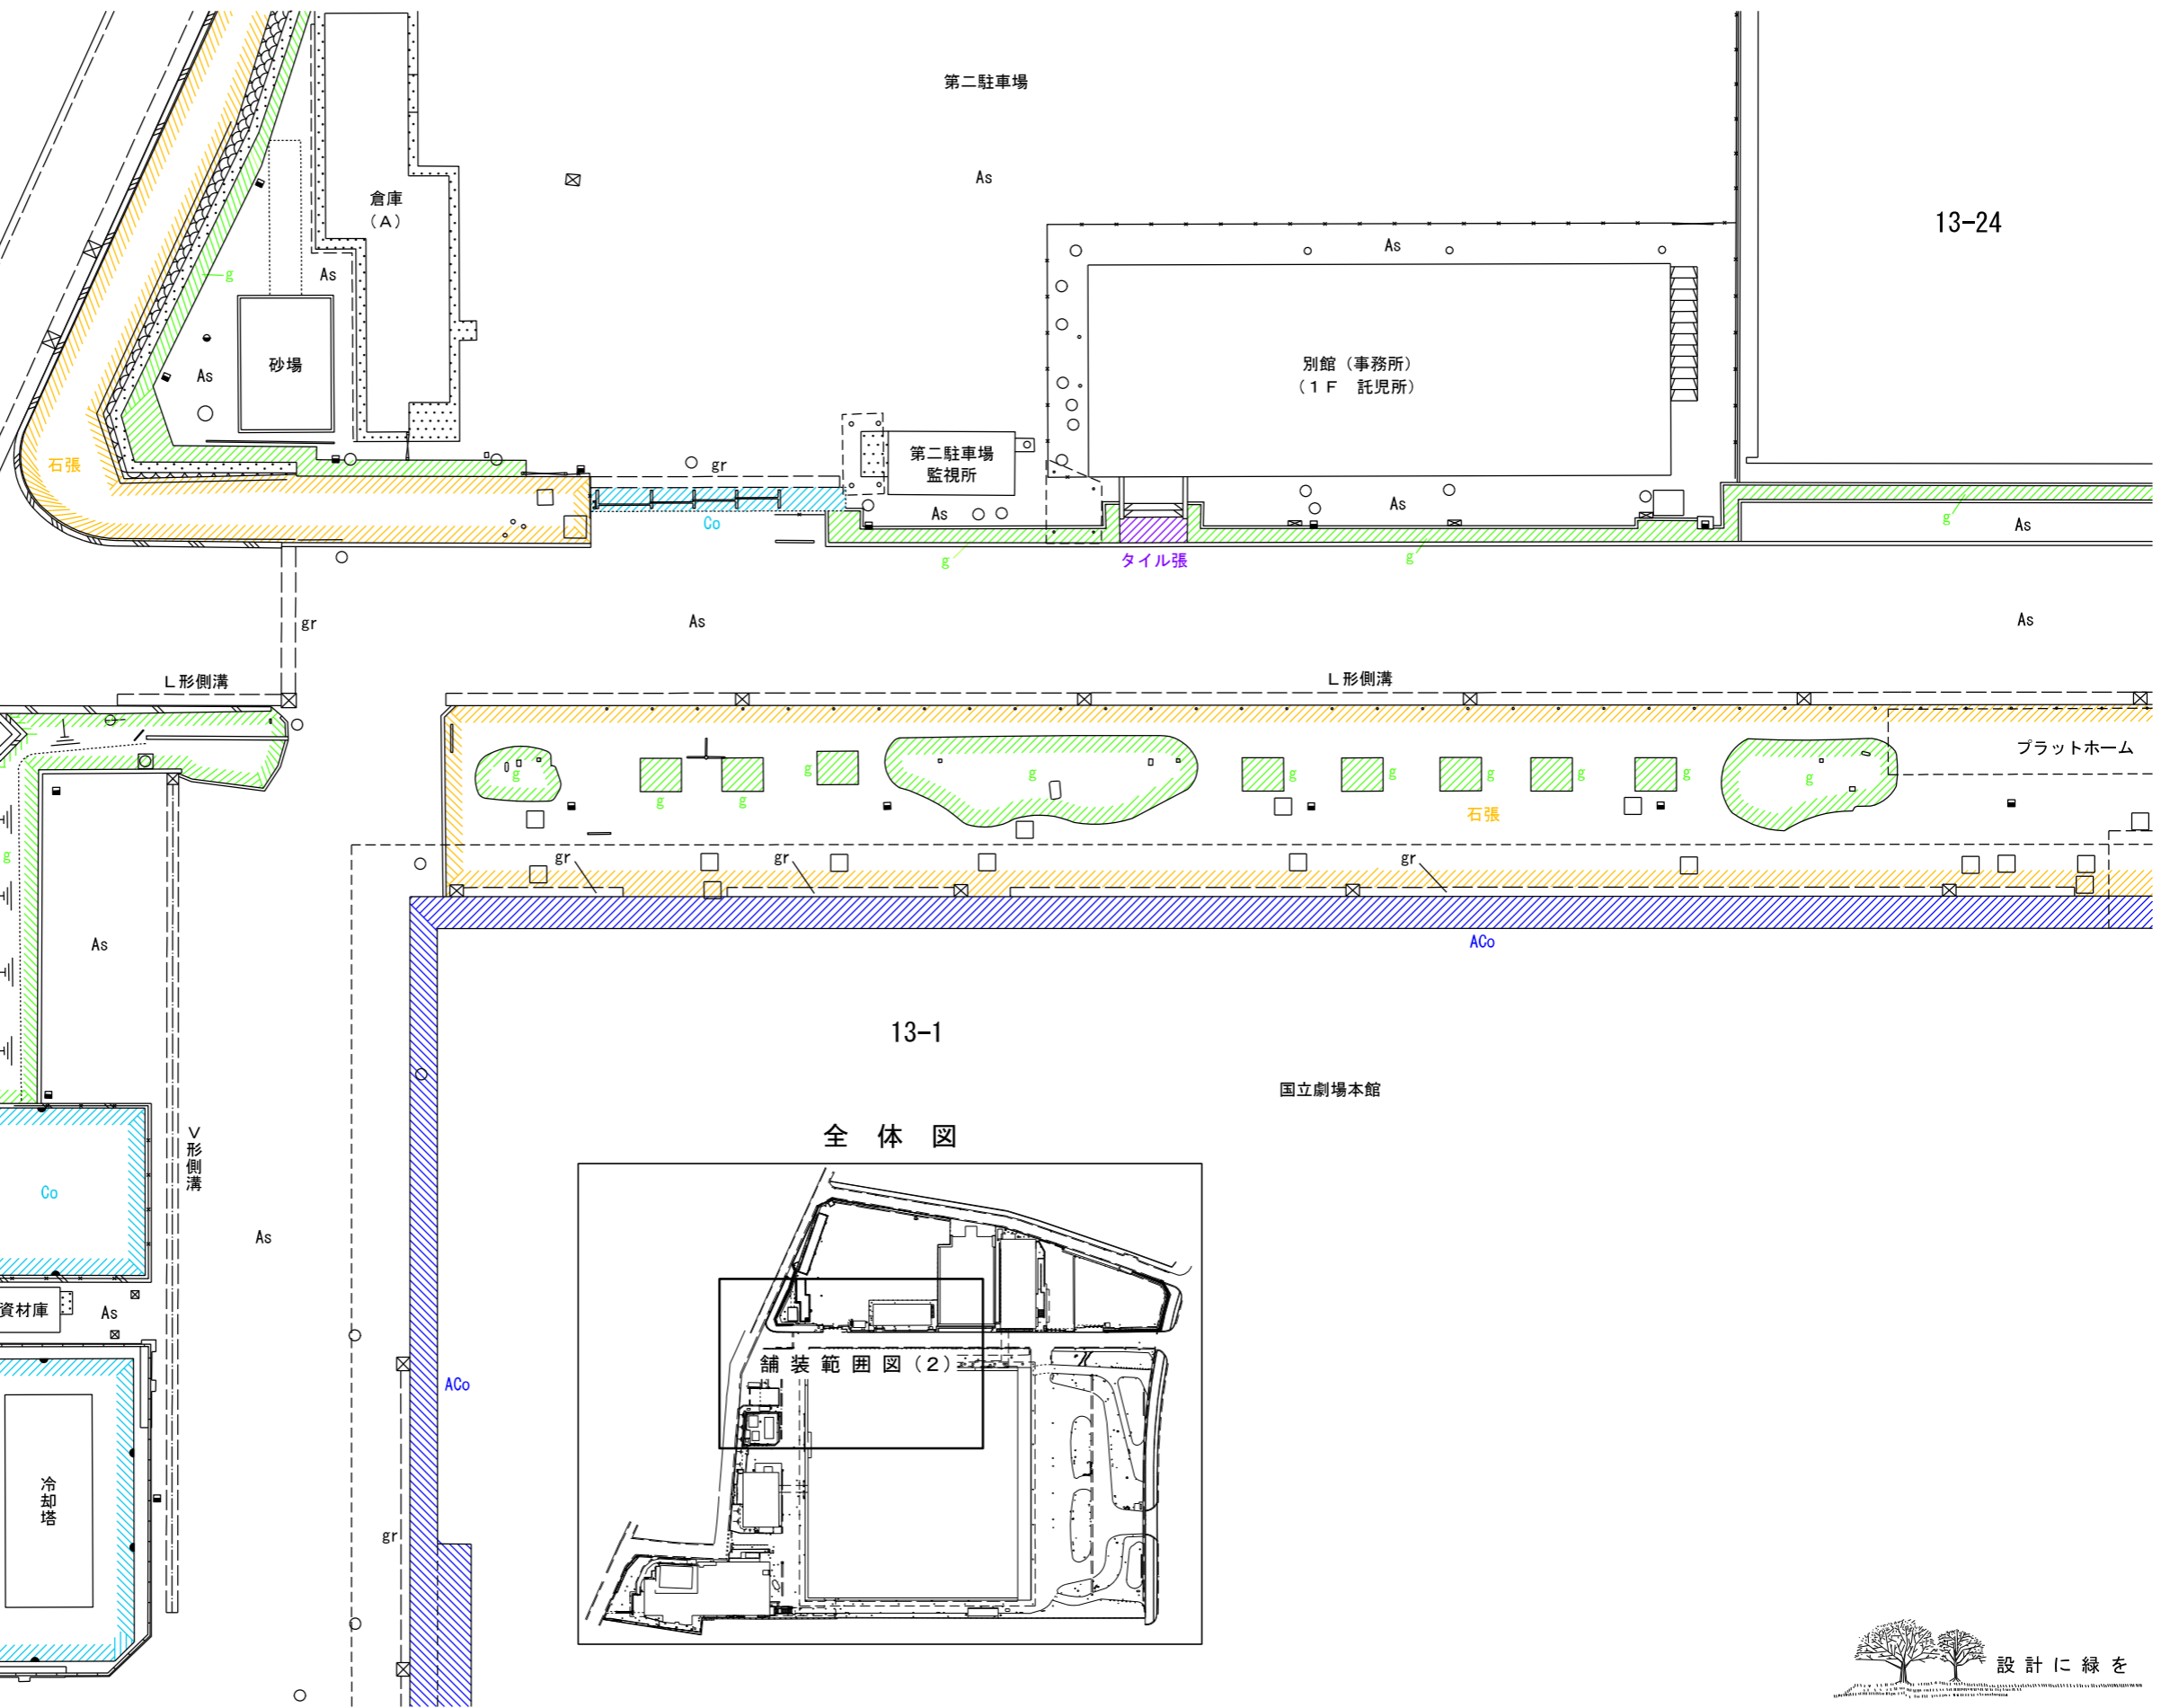 第二駐車場
As
倉庫
(A)
13-24
As
g
As
別館（事務所）
（１Ｆ　託児所）
砂場
As
石張
第二駐車場
監視所
gr
Co
As
As
g
As
g
タイル張
g
gr
As
As
L形側溝
L形側溝
プラットホーム
g
g
g
g
g
g
g
g
g
g
g
石張
g
gr
gr
gr
As
ACo
13-1
国立劇場本館
V形側溝
Co
As
全 体 図
資材庫
As
舗 装 範 囲 図（２）
ACo
冷却塔
gr
設 計 に 緑 を